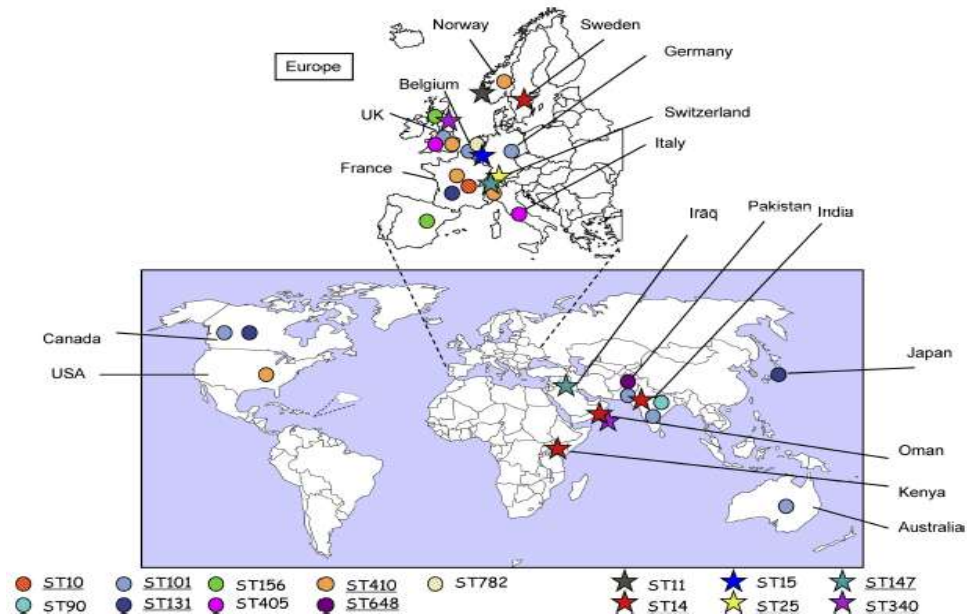 Norway
Sweden
Europe
Germany
Belgium
UK
Switzerland
Italy
France
Iraq
Pakistan
India
Canada
USA
Japan
Oman
Kenya
Australia
ST10 ST101 ST156 ST410 ST782 ST11 ST15 ST147
ST90 ST131 ST405 ST648 ST14 ST25 ST340